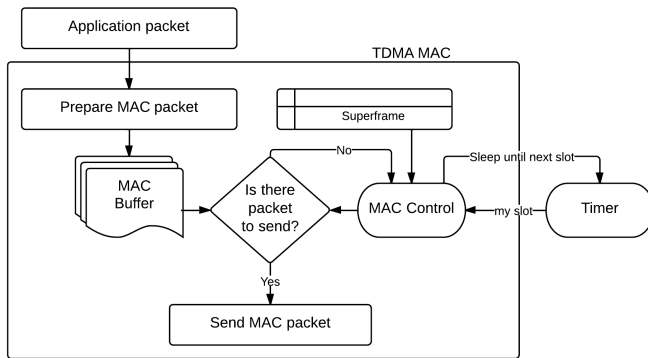 Application packet
TDMA MAC
Prepare MAC packet
Superframe
No
Sleep until next slot
MAC
Buffer
Is there
packet
to send?
MAC Control
my slot
Timer
Yes
Send MAC packet